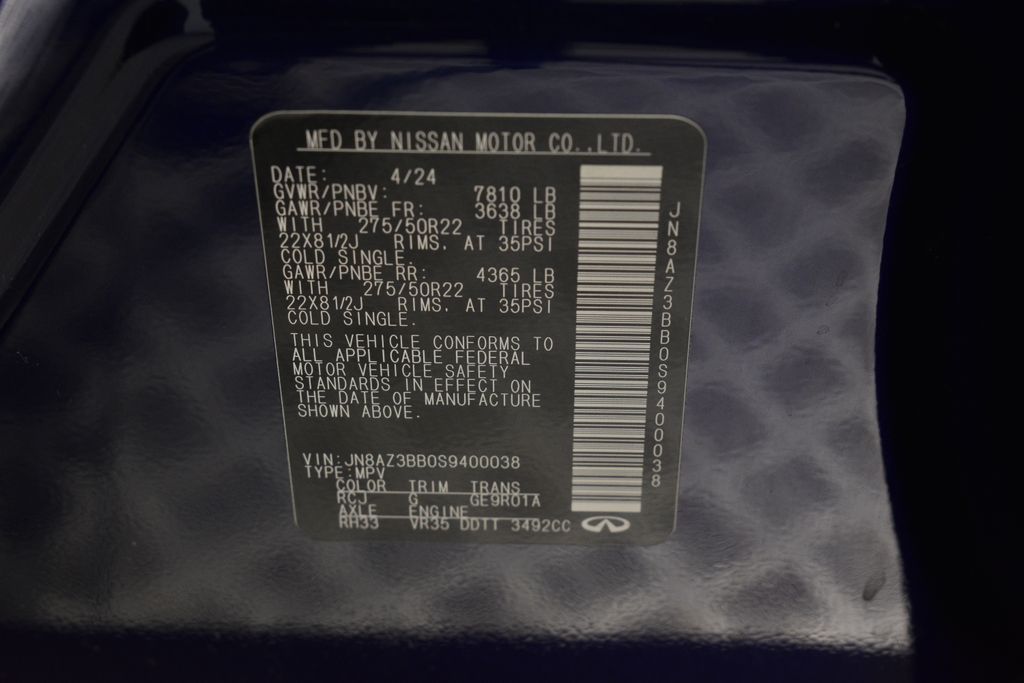 MFD BY NISSAN MOTOR CO.,LTD.
DATE: 4/24
GVWR/PNBV: 7810 LB
GAWR/PNBE FR: 3638 LB
WITH 275/50R22 TIRES
22X81/2J RIMS, AT 35PSI
COLD SINGLE.
GAWR/PNBE RR: 4365 LB
WITH 275/50R22 TIRES
22X81/2J RIMS, AT 35PSI
COLD SINGLE.
THIS VEHICLE CONFORMS TO
ALL APPLICABLE FEDERAL
MOTOR VEHICLE SAFETY
STANDARDS IN EFFECT ON
THE DATE OF MANUFACTURE
SHOWN ABOVE.
VIN:JN8AZ3BB0S9400038
TYPE:MPV
COLOR TRIM TRANS
RCJ G GE9R01A
AXLE ENGINE
RH33 VR35 DDTT 3492CC
JN8AZ3BB0S9400038